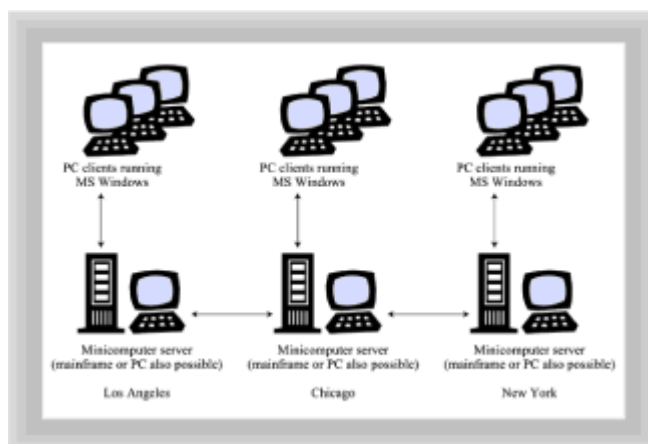 PC clients running
MS Windows
PC clients running
MS Windows
PC clients running
MS Windows
Minicomputer server
(mainframe or PC also possible)
Minicomputer server
(mainframe or PC also possible)
Minicomputer server
(mainframe or PC also possible)
Los Angeles
Chicago
New York